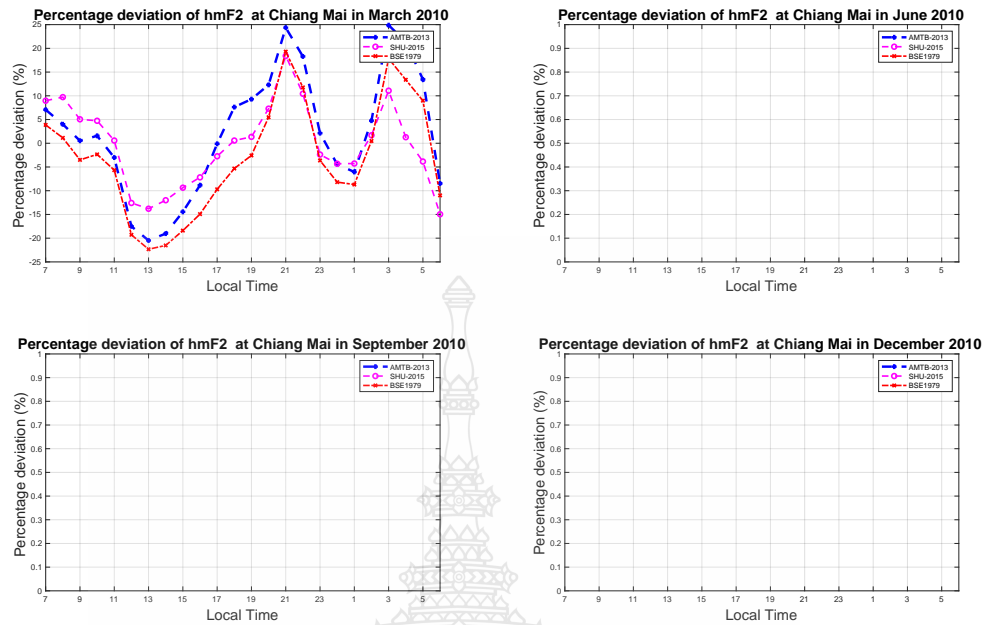 Percentage deviation of hmF2 at Chiang Mai in March 2010
Percentage deviation (%)
25
20
15
10
5
0
-5
-10
-15
-20
-25
AMTB-2013
SHU-2015
BSE1979
7 9 11 13 15 17 19 21 23 1 3 5
Local Time
Percentage deviation of hmF2 at Chiang Mai in June 2010
Percentage deviation (%)
1
0.9
0.8
0.7
0.6
0.5
0.4
0.3
0.2
0.1
0
AMTB-2013
SHU-2015
BSE1979
7 9 11 13 15 17 19 21 23 1 3 5
Local Time
Percentage deviation of hmF2 at Chiang Mai in September 2010
Percentage deviation (%)
1
0.9
0.8
0.7
0.6
0.5
0.4
0.3
0.2
0.1
0
AMTB-2013
SHU-2015
BSE1979
7 9 11 13 15 17 19 21 23 1 3 5
Local Time
Percentage deviation of hmF2 at Chiang Mai in December 2010
Percentage deviation (%)
1
0.9
0.8
0.7
0.6
0.5
0.4
0.3
0.2
0.1
0
AMTB-2013
SHU-2015
BSE1979
7 9 11 13 15 17 19 21 23 1 3 5
Local Time